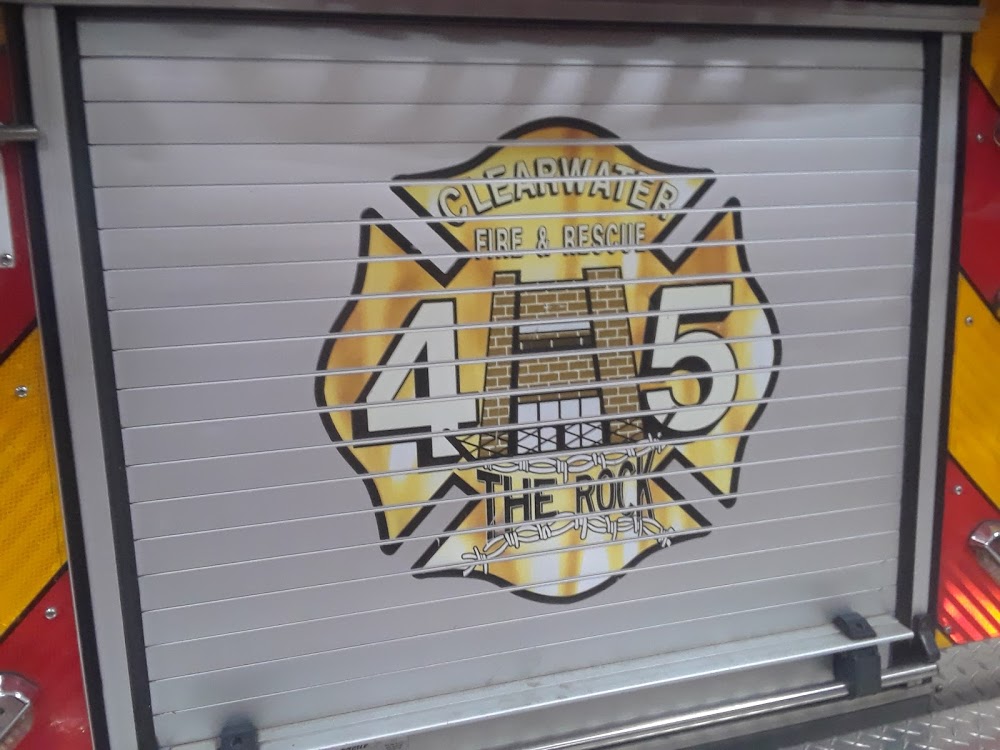 CLEARWATER
FIRE & RESCUE
45
THE ROCK